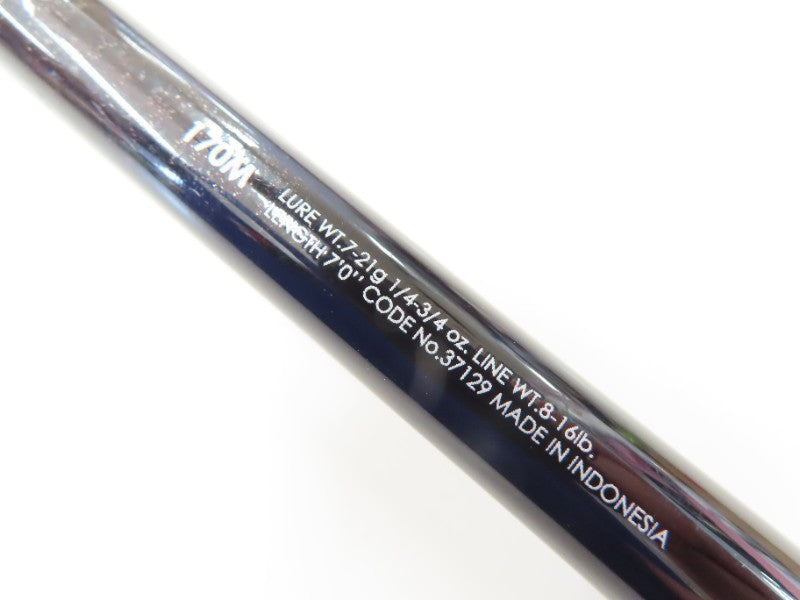 170M
LURE WT.7-21g 1/4-3/4 oz. LINE WT.8-16lb.
LENGTH 7'0'' CODE No.37129 MADE IN INDONESIA